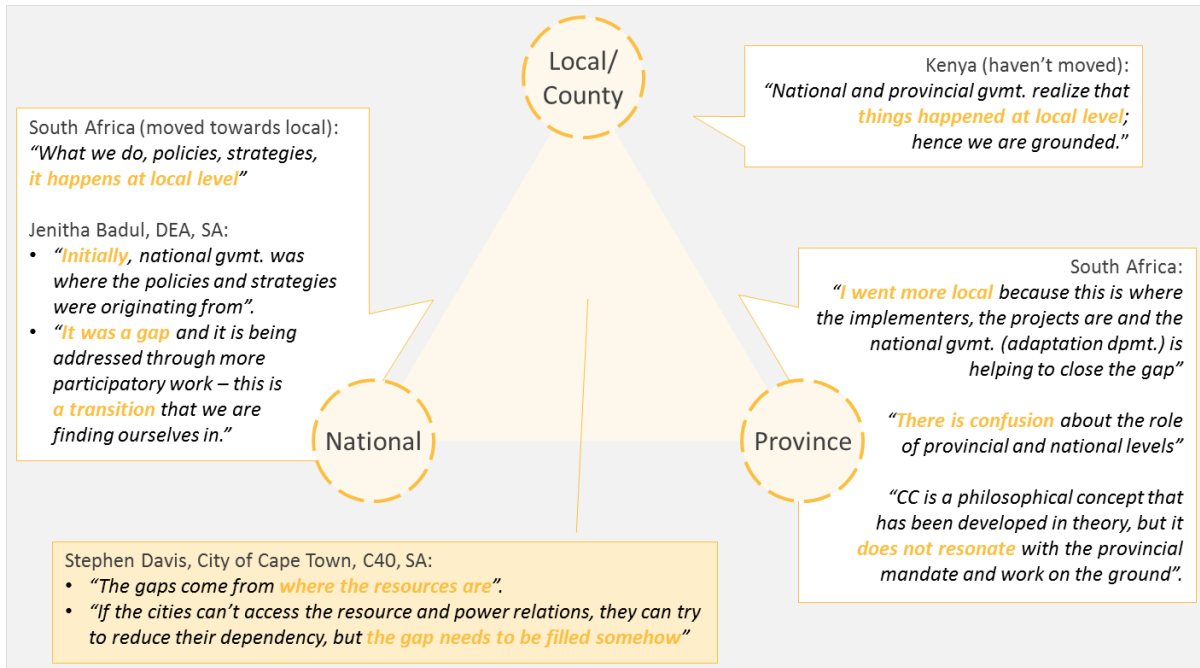 Local/
County
Kenya (haven’t moved):
“National and provincial gvmt. realize that
things happened at local level;
hence we are grounded.”
South Africa (moved towards local):
“What we do, policies, strategies,
it happens at local level”
Jenitha Badul, DEA, SA:
• “Initially, national gvmt. was
where the policies and strategies
were originating from”.
• “It was a gap and it is being
addressed through more
participatory work – this is
a transition that we are
finding ourselves in.”
National
Province
South Africa:
“I went more local because this is where
the implementers, the projects are and the
national gvmt. (adaptation dpmt.) is
helping to close the gap”
“There is confusion about the role
of provincial and national levels”
“CC is a philosophical concept that
has been developed in theory, but it
does not resonate with the provincial
mandate and work on the ground”.
Stephen Davis, City of Cape Town, C40, SA:
• “The gaps come from where the resources are”.
• “If the cities can’t access the resource and power relations, they can try
to reduce their dependency, but the gap needs to be filled somehow”